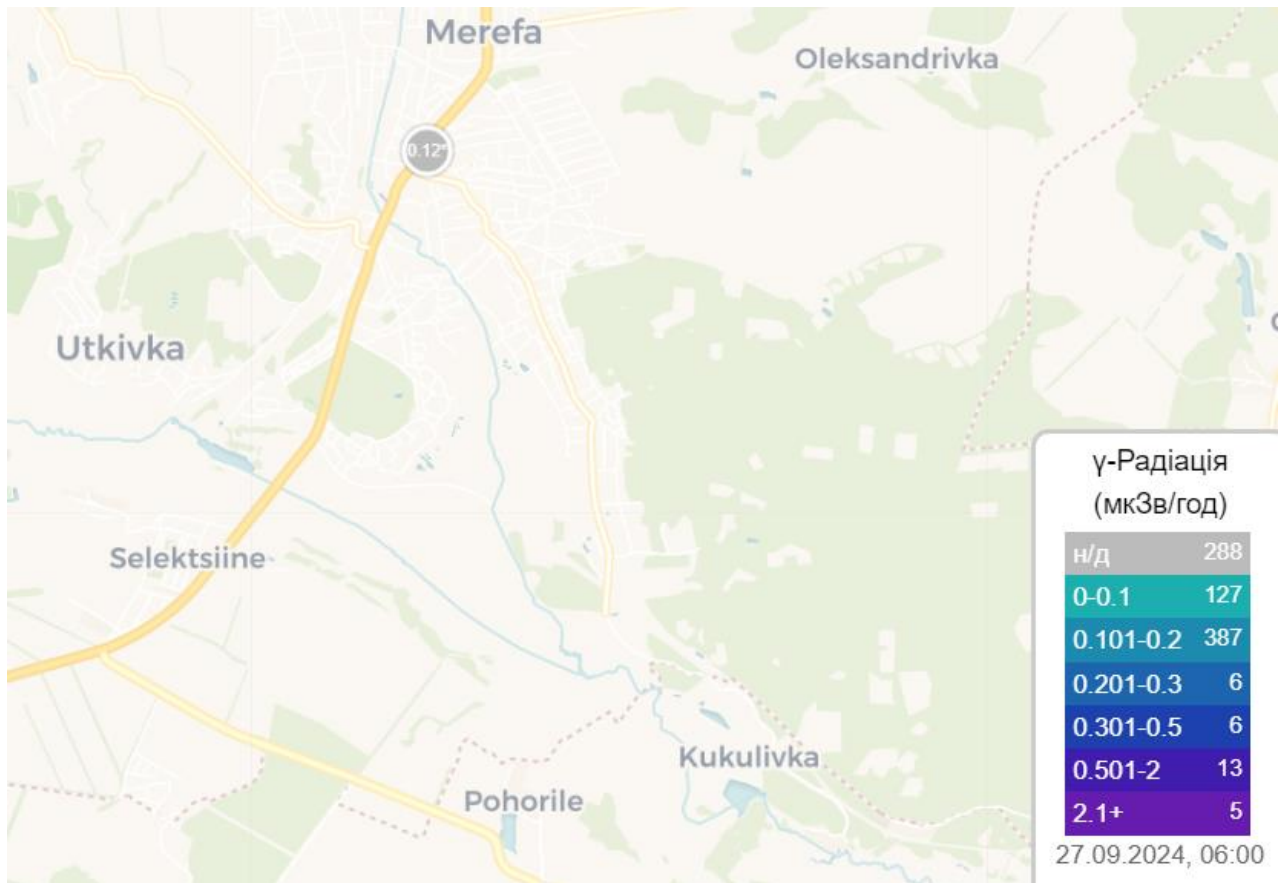 Merefa
Oleksandrivka
0.12*
Utkivka
Selektsiine
Kukulivka
Pohorile
γ-Радіація
(мкЗв/год)
н/д 288
0-0.1 127
0.101-0.2 387
0.201-0.3 6
0.301-0.5 6
0.501-2 13
2.1+ 5
27.09.2024, 06:00